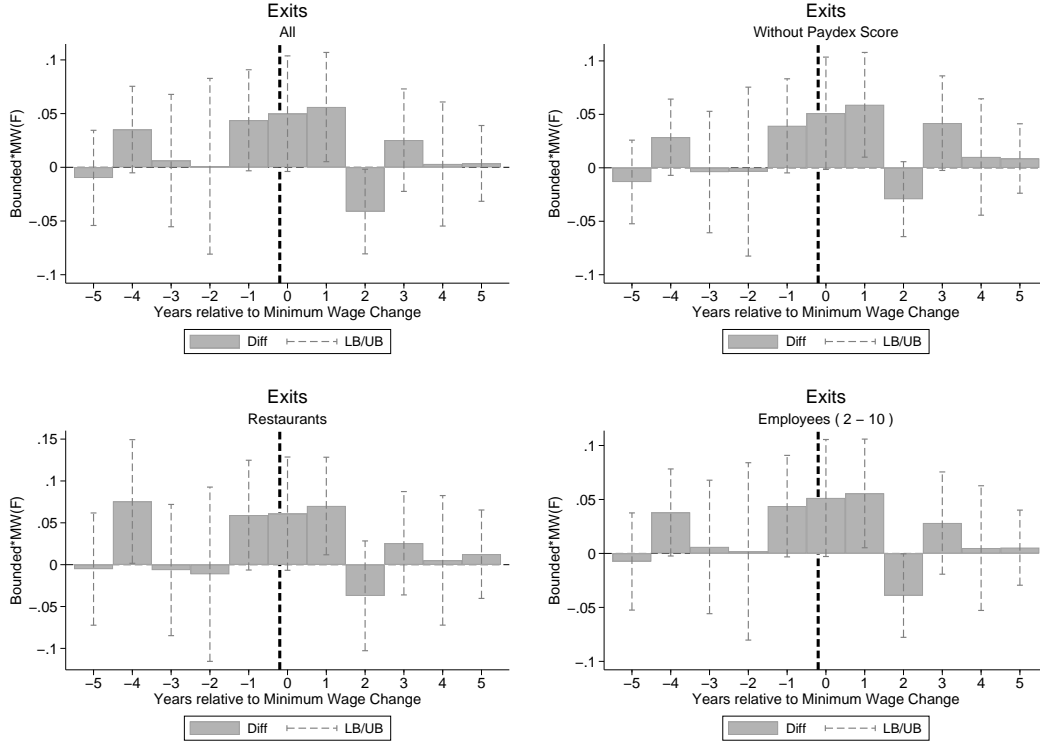 Exits
All
Bounded*MW(F)
.1
.05
0
−.05
−.1
−5 −4 −3 −2 −1 0 1 2 3 4 5
Years relative to Minimum Wage Change
Diff LB/UB
Exits
Without Paydex Score
Bounded*MW(F)
.1
.05
0
−.05
−.1
−5 −4 −3 −2 −1 0 1 2 3 4 5
Years relative to Minimum Wage Change
Diff LB/UB
Exits
Restaurants
Bounded*MW(F)
.15
.1
.05
0
−.05
−.1
−5 −4 −3 −2 −1 0 1 2 3 4 5
Years relative to Minimum Wage Change
Diff LB/UB
Exits
Employees ( 2 − 10 )
Bounded*MW(F)
.1
.05
0
−.05
−.1
−5 −4 −3 −2 −1 0 1 2 3 4 5
Years relative to Minimum Wage Change
Diff LB/UB